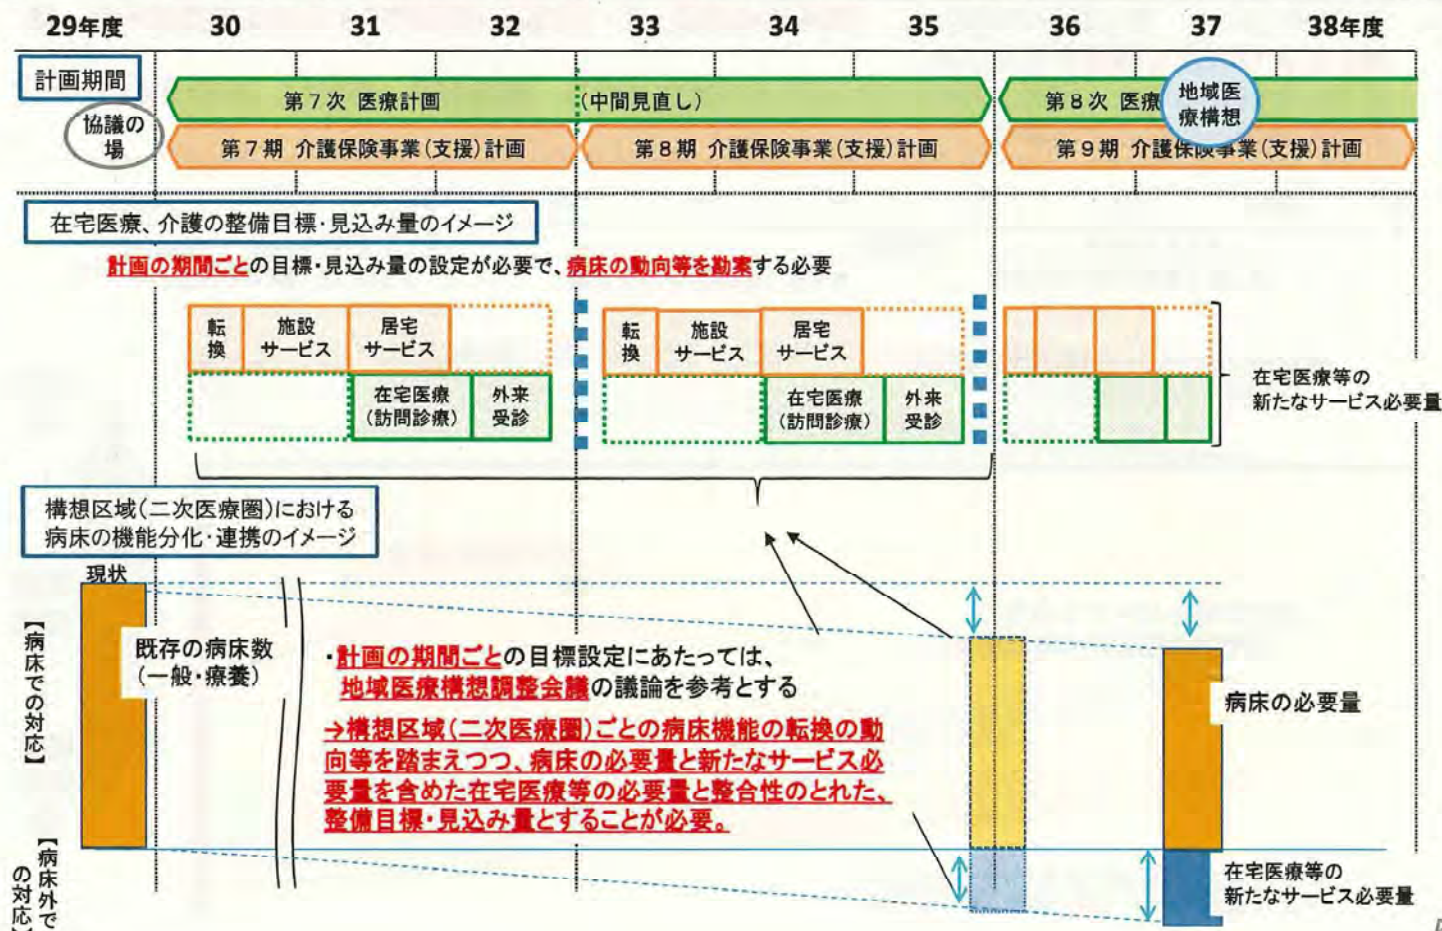 29年度 30 31 32 33 34 35 36 37 38年度
計画期間
協議の
場
第7次 医療計画 (中間見直し)
第8次 医療
地域医
療構想
第7期 介護保険事業(支援)計画
第8期 介護保険事業(支援)計画
第9期 介護保険事業(支援)計画
在宅医療、介護の整備目標・見込み量のイメージ
計画の期間ごとの目標・見込み量の設定が必要で、病床の動向等を勘案する必要
転
換
施設
サービス
居宅
サービス
在宅医療
(訪問診療)
外来
受診
転
換
施設
サービス
居宅
サービス
在宅医療
(訪問診療)
外来
受診
在宅医療等の
新たなサービス必要量
構想区域(二次医療圏)における
病床の機能分化・連携のイメージ
現状
【病床での対応】
既存の病床数
(一般・療養)
・計画の期間ごとの目標設定にあたっては、
地域医療構想調整会議の議論を参考とする
→構想区域(二次医療圏)ごとの病床機能の転換の動
向等を踏まえつつ、病床の必要量と新たなサービス必
要量を含めた在宅医療等の必要量と整合性のとれた、
整備目標・見込み量とすることが必要。
病床の必要量
【病床外で
の対応】
在宅医療等の
新たなサービス必要量